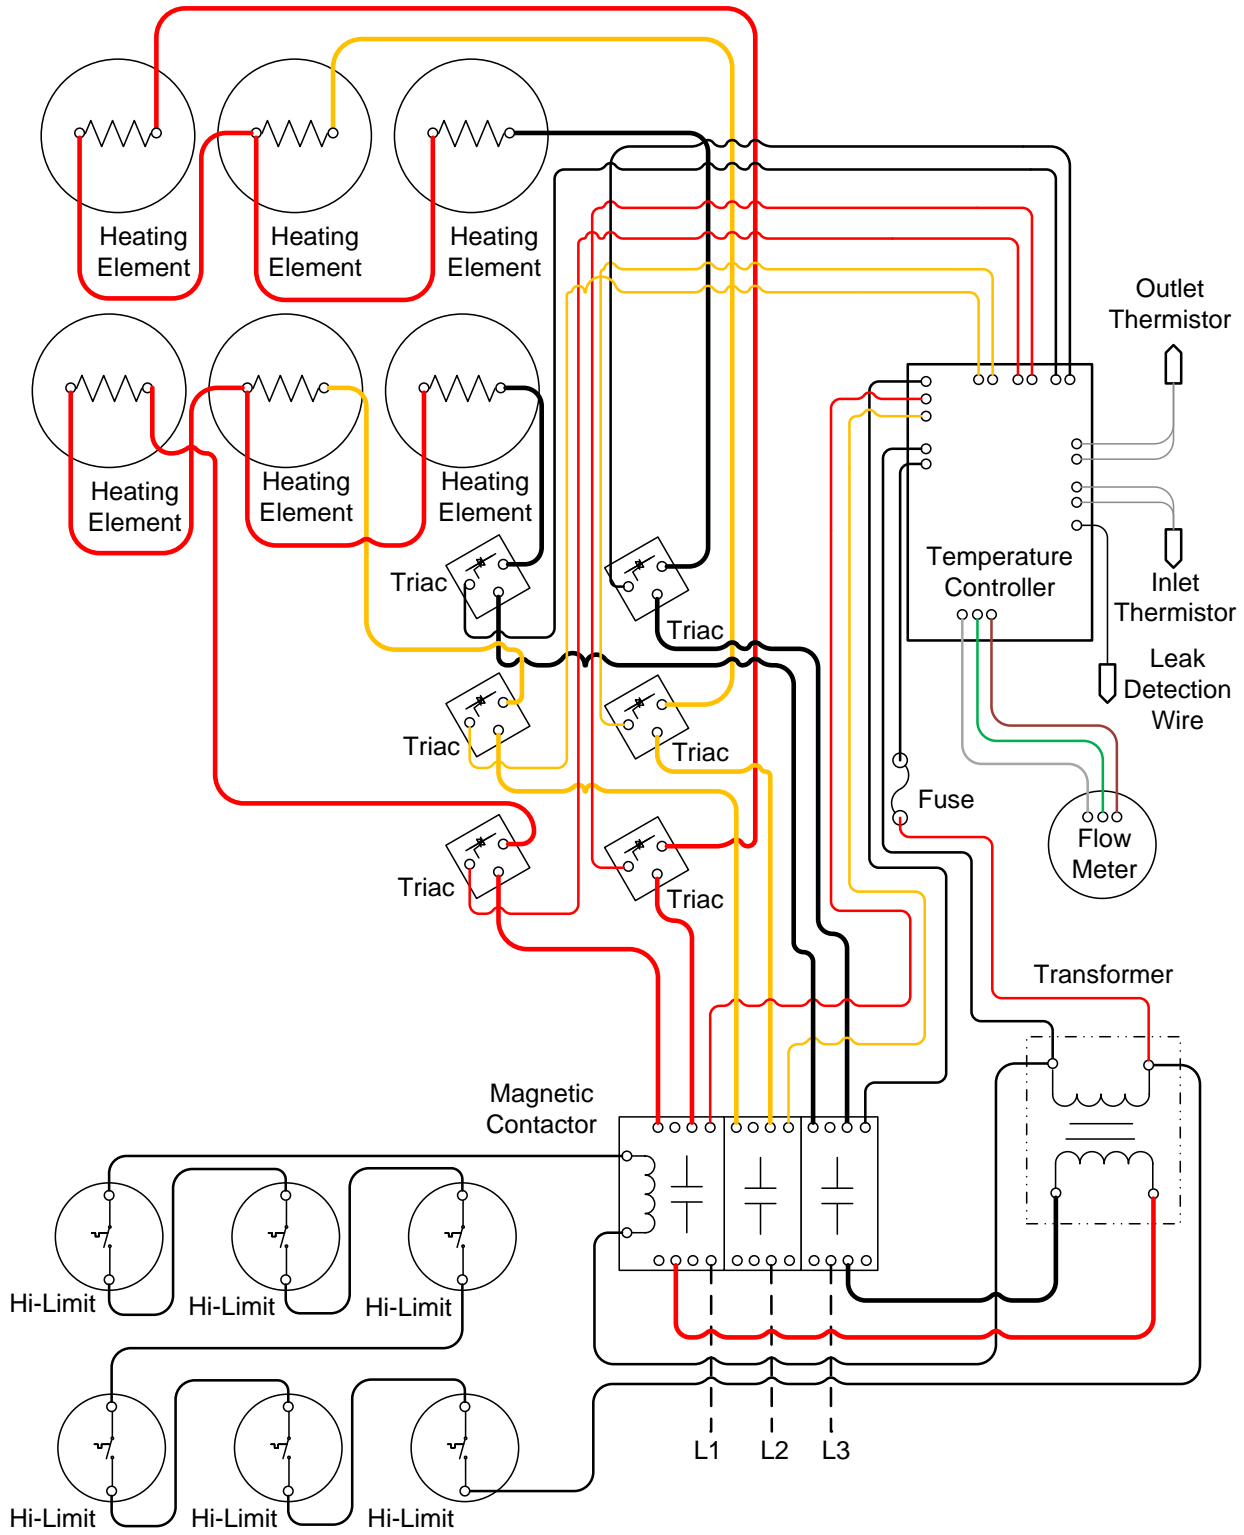 Heating
Element
Heating
Element
Heating
Element
Outlet
Thermistor
Heating
Element
Heating
Element
Heating
Element
Triac
Triac
Temperature
Controller
Inlet
Thermistor
Leak
Detection
Wire
Triac
Triac
Fuse
Flow
Meter
Triac
Triac
Transformer
Magnetic
Contactor
Hi-Limit
Hi-Limit
Hi-Limit
L1
L2
L3
Hi-Limit
Hi-Limit
Hi-Limit